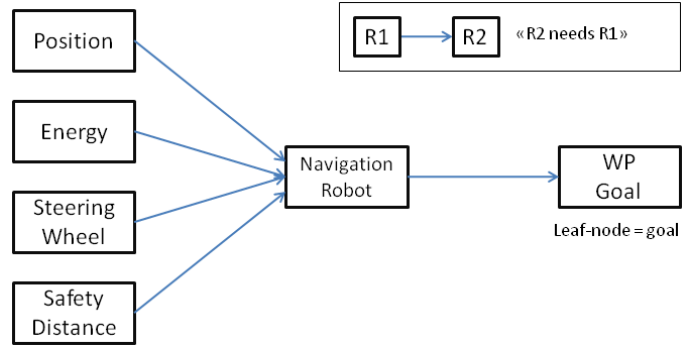 Position
R1
R2
«R2 needs R1»
Energy
Navigation
Robot
WP
Goal
Steering
Wheel
Leaf-node = goal
Safety
Distance